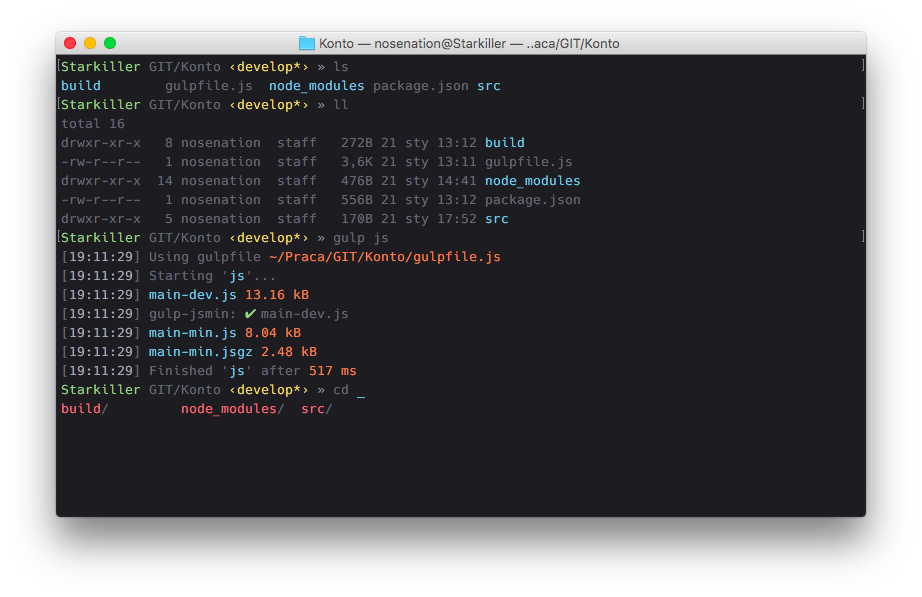 Konto — nosenation@Starkiller — ..aca/GIT/Konto
[Starkiller GIT/Konto ‹develop*› » ls ]
build        gulpfile.js  node_modules package.json src
[Starkiller GIT/Konto ‹develop*› » ll ]
total 16
drwxr-xr-x   8 nosenation  staff   272B 21 sty 13:12 build
-rw-r--r--   1 nosenation  staff   3,6K 21 sty 13:11 gulpfile.js
drwxr-xr-x  14 nosenation  staff   476B 21 sty 14:41 node_modules
-rw-r--r--   1 nosenation  staff   556B 21 sty 13:12 package.json
drwxr-xr-x   5 nosenation  staff   170B 21 sty 17:52 src
[Starkiller GIT/Konto ‹develop*› » gulp js ]
[19:11:29] Using gulpfile ~/Praca/GIT/Konto/gulpfile.js
[19:11:29] Starting 'js'...
[19:11:29] main-dev.js 13.16 kB
[19:11:29] gulp-jsmin: ✔ main-dev.js
[19:11:29] main-min.js 8.04 kB
[19:11:29] main-min.jsgz 2.48 kB
[19:11:29] Finished 'js' after 517 ms
Starkiller GIT/Konto ‹develop*› » cd _
build/         node_modules/  src/